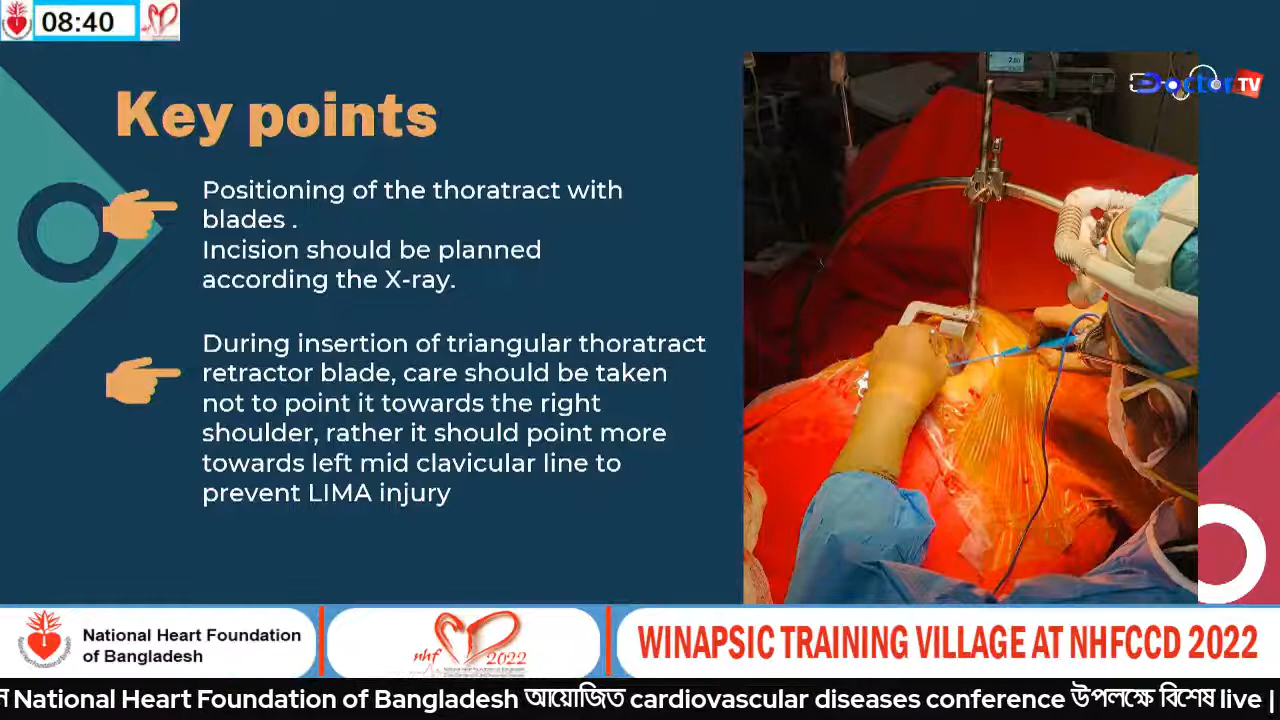 08:40
Doctor TV
Key points
Positioning of the thoratract with
blades .
Incision should be planned
according the X-ray.
During insertion of triangular thoratract
retractor blade, care should be taken
not to point it towards the right
shoulder, rather it should point more
towards left mid clavicular line to
prevent LIMA injury
National Heart Foundation
of Bangladesh
nhf
2022
WINAPSIC TRAINING VILLAGE AT NHFCCD 2022
National Heart Foundation of Bangladesh আয়োজিত cardiovascular diseases conference উপলক্ষে বিশেষ live |